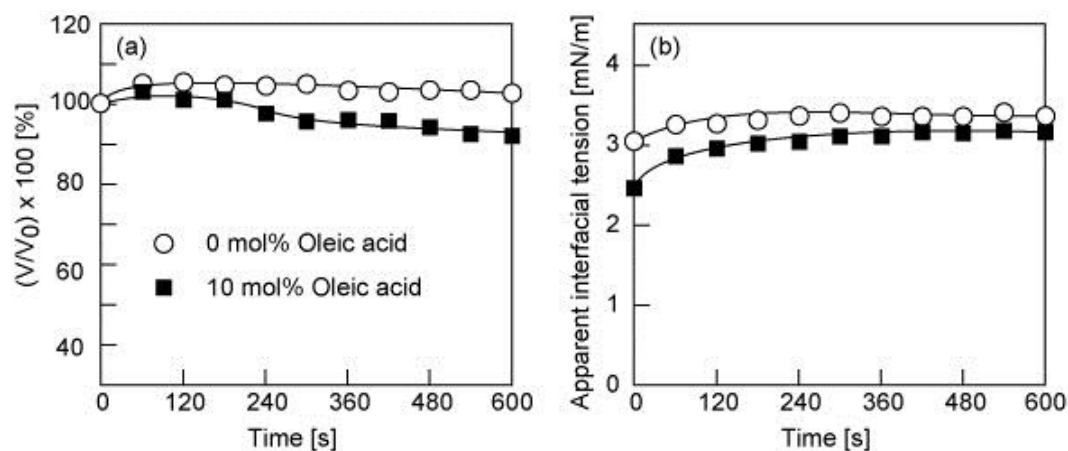 (a)
(V/V0) x 100 [%]
120
100
80
60
40
0 mol% Oleic acid
10 mol% Oleic acid
0 120 240 360 480 600
Time [s]
(b)
Apparent interfacial tension [mN/m]
4
3
2
1
0
0 120 240 360 480 600
Time [s]